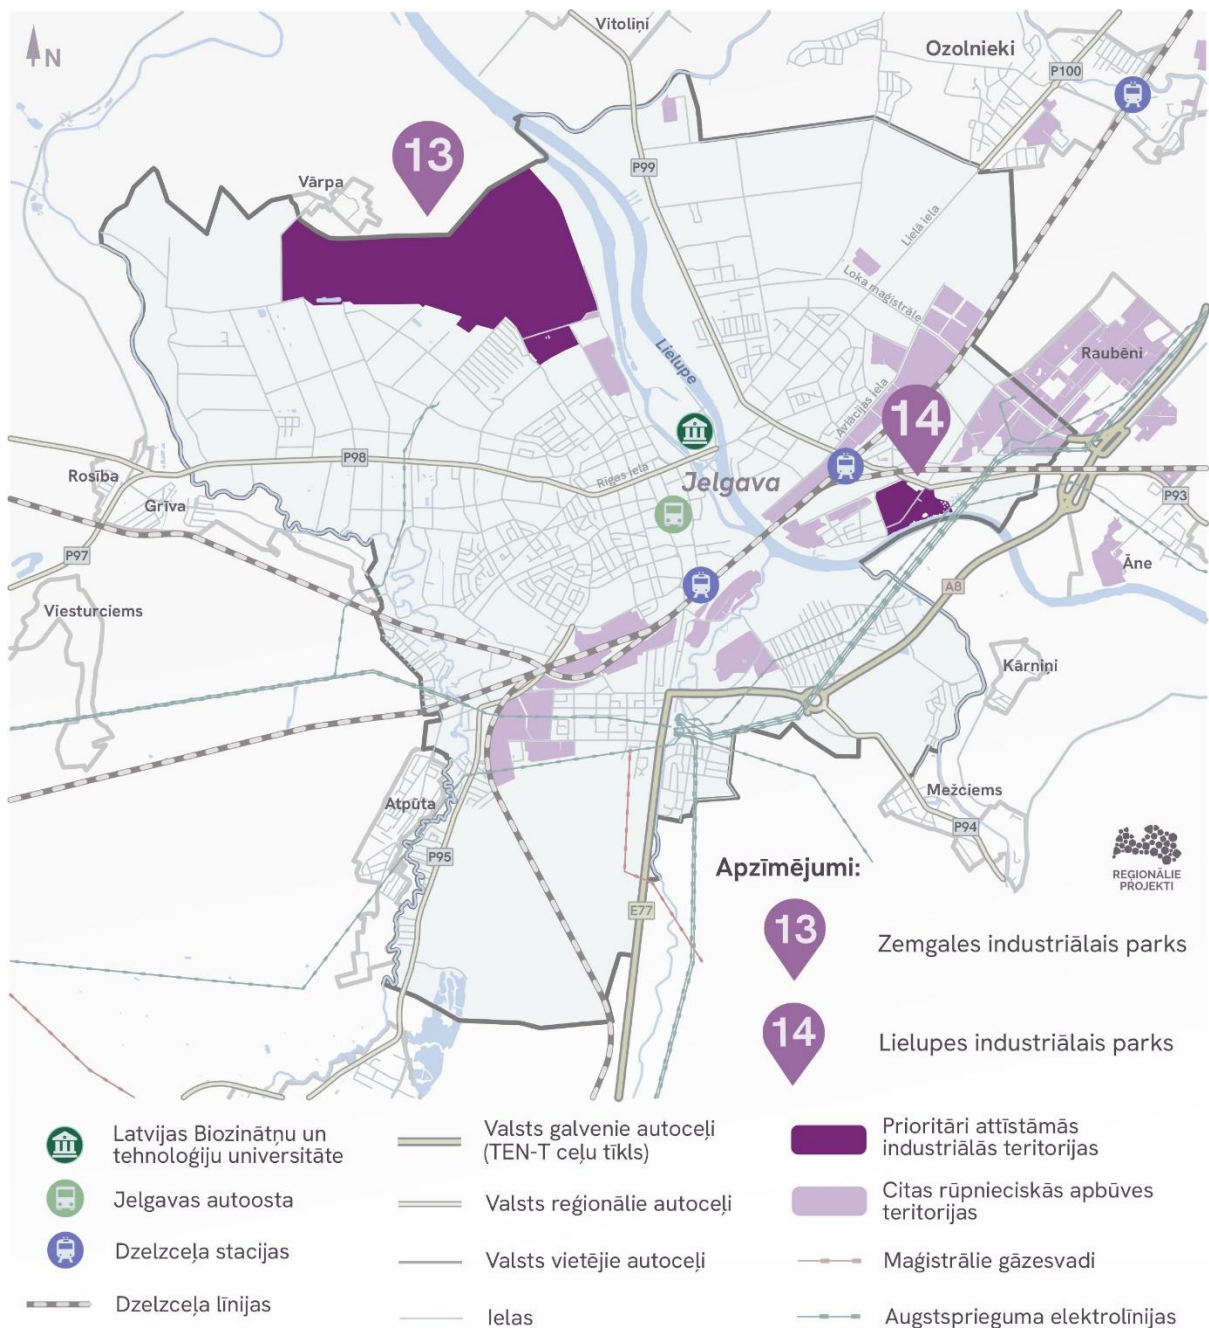 Vītoliņi
Ozolnieki
P100
N
13
P99
Vārpa
Lielā iela
Loka maģistrāle
Raubēni
Lielupe
Aviācijas iela
14
P98
Rosība
Rīgas iela
Jelgava
Grīva
P93
P97
Āne
A8
Viesturciems
Kārniņi
Atpūta
Mežciems
P94
P95
REĢIONĀLIE
PROJEKTI
E77
Apzīmējumi:
13 Zemgales industriālais parks
14 Lielupes industriālais parks
Latvijas Biozinātņu un
tehnoloģiju universitāte
Jelgavas autoosta
Dzelzceļa stacijas
Dzelzceļa līnijas
Valsts galvenie autoceļi
(TEN-T ceļu tīkls)
Valsts reģionālie autoceļi
Valsts vietējie autoceļi
Ielas
Prioritāri attīstāmās
industriālās teritorijas
Citas rūpnieciskās apbūves
teritorijas
Maģistrālie gāzesvadi
Augstsprieguma elektrolīnijas